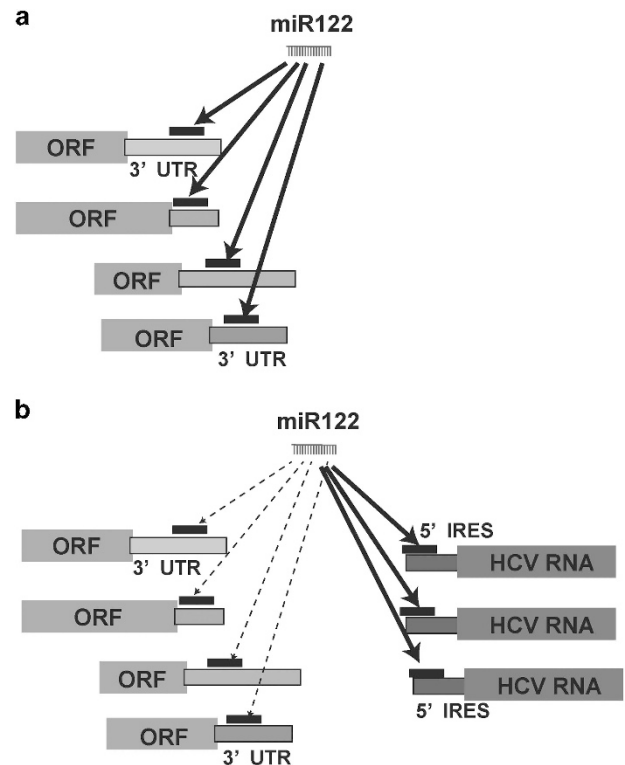 a
miR122
ORF
3' UTR
ORF
ORF
ORF
3' UTR
b
miR122
5' IRES
ORF
HCV RNA
3' UTR
ORF
HCV RNA
ORF
HCV RNA
5' IRES
ORF
3' UTR